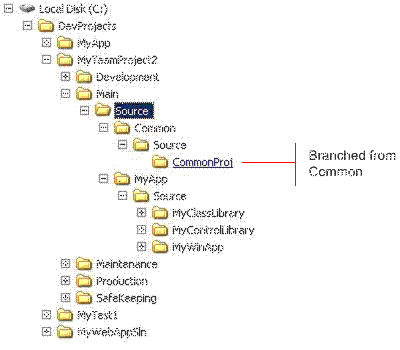 Local Disk (C:)
DevProjects
MyApp
MyTeamProject2
Development
Main
Source
Common
Source
CommonProj
Branched from
Common
MyApp
Source
MyClassLibrary
MyControlLibrary
MyWinApp
Maintenance
Production
SafeKeeping
MyTest1
MyWebAppSln